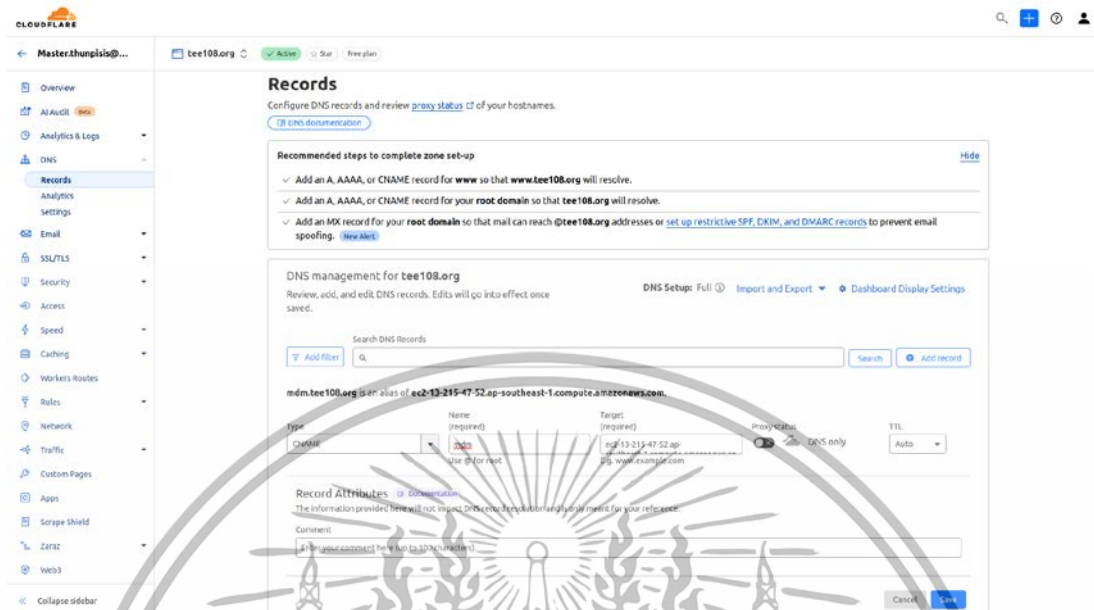 CLOUDFLARE
Master.thunpisis@...
tee108.org
Active
Star
Free plan
Overview
AI Audit Beta
Analytics & Logs
DNS
Records
Analytics
Settings
Email
SSL/TLS
Security
Access
Speed
Caching
Workers Routes
Rules
Network
Traffic
Custom Pages
Apps
Scrape Shield
Zaraz
Web3
Collapse sidebar
Records
Configure DNS records and review proxy status of your hostnames.
DNS documentation
Recommended steps to complete zone set-up
Hide
Add an A, AAAA, or CNAME record for www so that www.tee108.org will resolve.
Add an A, AAAA, or CNAME record for your root domain so that tee108.org will resolve.
Add an MX record for your root domain so that mail can reach @tee108.org addresses or set up restrictive SPF, DKIM, and DMARC records to prevent email
spoofing. New Alert
DNS management for tee108.org
Review, add, and edit DNS records. Edits will go into effect once
saved.
DNS Setup: Full
Import and Export
Dashboard Display Settings
Search DNS Records
Add filter
Search
Add record
mdm.tee108.org is an alias of ec2-13-215-47-52.ap-southeast-1.compute.amazonaws.com.
Type
Name
(required)
Target
(required)
Proxy status
TTL
CNAME
mdm
ec2-13-215-47-52.ap-
southeast-1.compute.amazonaws.co
DNS only
Auto
Use @ for root
E.g. www.example.com
Record Attributes Documentation
The information provided here will not impact DNS record resolution and is only meant for your reference.
Comment
Enter your comment here (up to 100 characters)
Cancel
Save